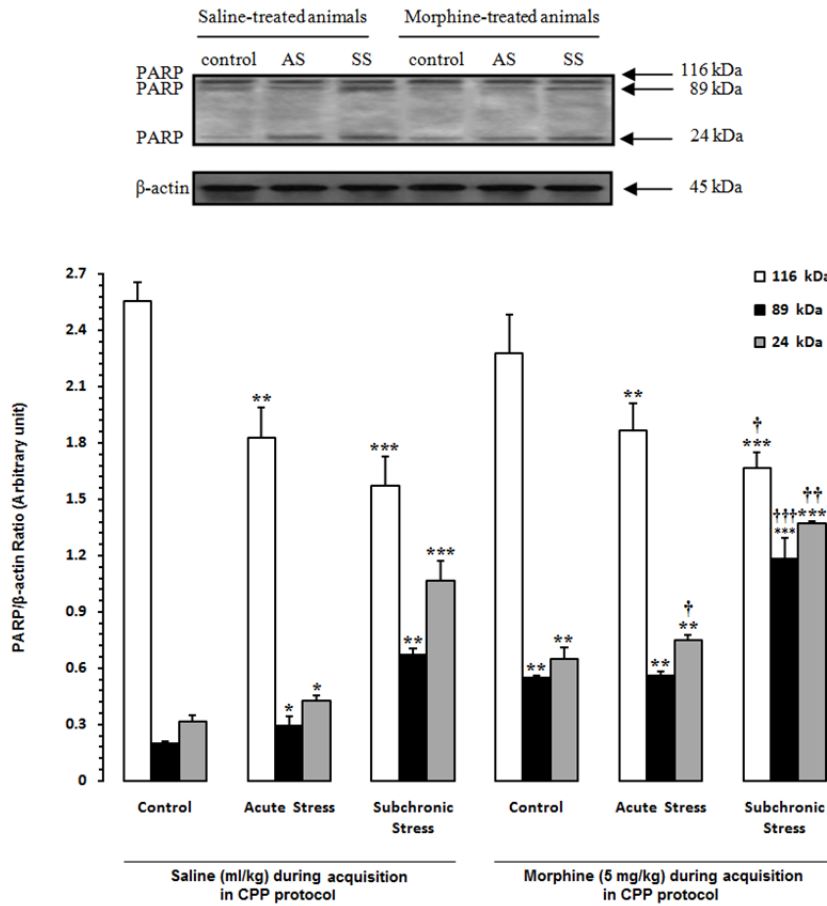 Saline-treated animals Morphine-treated animals
control AS SS control AS SS
PARP 116 kDa
PARP 89 kDa
PARP 24 kDa
β-actin 45 kDa
2.7
2.4
2.1
1.8
1.5
1.2
0.9
0.6
0.3
0
PARP/β-actin Ratio (Arbitrary unit)
116 kDa
89 kDa
24 kDa
**
***
*
*
**
***
**
**
**
**
†
**
†
***
†††
***
††
***
Control Acute Stress Subchronic Stress Control Acute Stress Subchronic Stress
Saline (ml/kg) during acquisition
in CPP protocol
Morphine (5 mg/kg) during acquisition
in CPP protocol